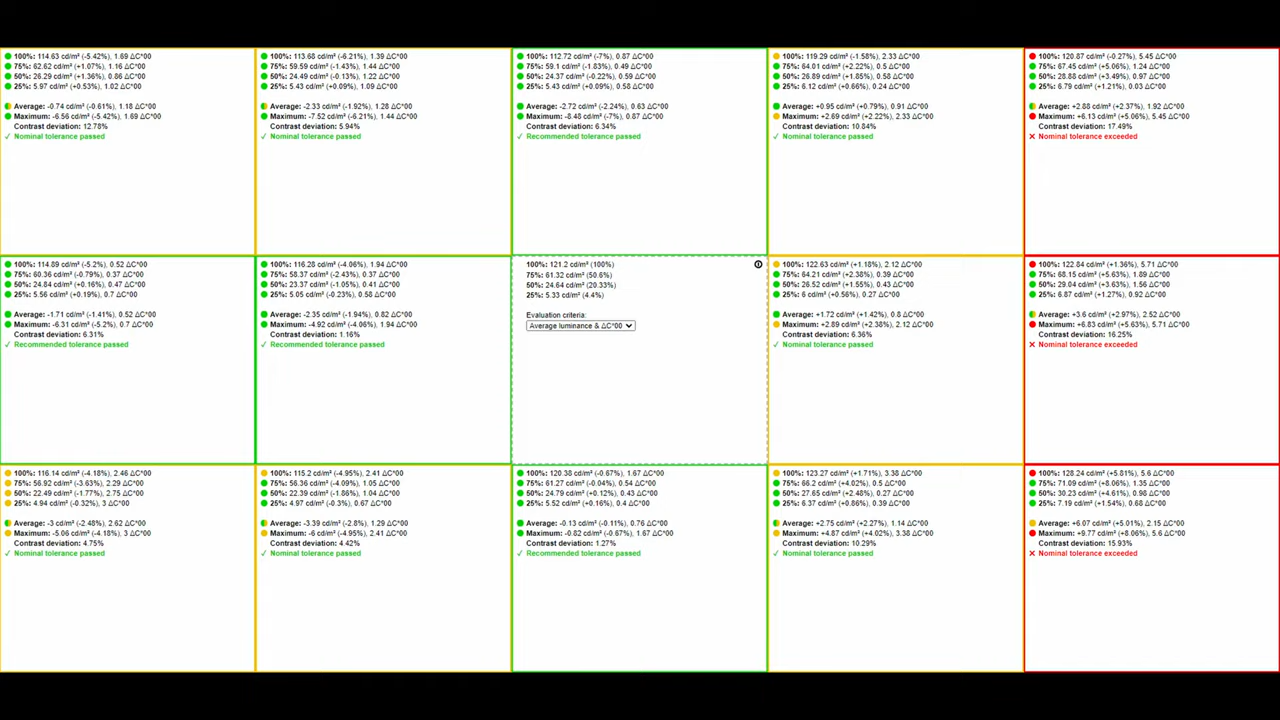 100%: 114.63 cd/m² (-5.42%), 1.69 ΔC*00
75%: 62.62 cd/m² (+1.07%), 1.16 ΔC*00
50%: 26.29 cd/m² (+1.36%), 0.86 ΔC*00
25%: 5.97 cd/m² (+0.53%), 1.02 ΔC*00
Average: -0.74 cd/m² (-0.61%), 1.18 ΔC*00
Maximum: -6.56 cd/m² (-5.42%), 1.69 ΔC*00
Contrast deviation: 12.78%
✓ Nominal tolerance passed
100%: 113.68 cd/m² (-6.21%), 1.39 ΔC*00
75%: 59.59 cd/m² (-1.43%), 1.44 ΔC*00
50%: 24.49 cd/m² (-0.13%), 1.22 ΔC*00
25%: 5.43 cd/m² (+0.09%), 1.09 ΔC*00
Average: -2.33 cd/m² (-1.92%), 1.28 ΔC*00
Maximum: -7.52 cd/m² (-6.21%), 1.44 ΔC*00
Contrast deviation: 5.94%
✓ Nominal tolerance passed
100%: 112.72 cd/m² (-7%), 0.87 ΔC*00
75%: 59.1 cd/m² (-1.83%), 0.49 ΔC*00
50%: 24.37 cd/m² (-0.22%), 0.59 ΔC*00
25%: 5.43 cd/m² (+0.09%), 0.58 ΔC*00
Average: -2.72 cd/m² (-2.24%), 0.63 ΔC*00
Maximum: -8.48 cd/m² (-7%), 0.87 ΔC*00
Contrast deviation: 6.34%
✓ Recommended tolerance passed
100%: 119.29 cd/m² (-1.58%), 2.33 ΔC*00
75%: 64.01 cd/m² (+2.22%), 0.5 ΔC*00
50%: 26.89 cd/m² (+1.85%), 0.58 ΔC*00
25%: 6.12 cd/m² (+0.66%), 0.24 ΔC*00
Average: +0.95 cd/m² (+0.79%), 0.91 ΔC*00
Maximum: +2.69 cd/m² (+2.22%), 2.33 ΔC*00
Contrast deviation: 10.84%
✓ Nominal tolerance passed
100%: 120.87 cd/m² (-0.27%), 5.45 ΔC*00
75%: 67.45 cd/m² (+5.06%), 1.24 ΔC*00
50%: 28.88 cd/m² (+3.49%), 0.97 ΔC*00
25%: 6.79 cd/m² (+1.21%), 0.03 ΔC*00
Average: +2.88 cd/m² (+2.37%), 1.92 ΔC*00
Maximum: +6.13 cd/m² (+5.06%), 5.45 ΔC*00
Contrast deviation: 17.49%
✕ Nominal tolerance exceeded
100%: 114.89 cd/m² (-5.2%), 0.52 ΔC*00
75%: 60.36 cd/m² (-0.79%), 0.37 ΔC*00
50%: 24.84 cd/m² (+0.16%), 0.47 ΔC*00
25%: 5.56 cd/m² (+0.19%), 0.7 ΔC*00
Average: -1.71 cd/m² (-1.41%), 0.52 ΔC*00
Maximum: -6.31 cd/m² (-5.2%), 0.7 ΔC*00
Contrast deviation: 6.31%
✓ Recommended tolerance passed
100%: 116.28 cd/m² (-4.06%), 1.94 ΔC*00
75%: 58.37 cd/m² (-2.43%), 0.37 ΔC*00
50%: 23.37 cd/m² (-1.05%), 0.41 ΔC*00
25%: 5.05 cd/m² (-0.23%), 0.58 ΔC*00
Average: -2.35 cd/m² (-1.94%), 0.82 ΔC*00
Maximum: -4.92 cd/m² (-4.06%), 1.94 ΔC*00
Contrast deviation: 1.16%
✓ Recommended tolerance passed
100%: 121.2 cd/m² (100%)
75%: 61.32 cd/m² (50.6%)
50%: 24.64 cd/m² (20.33%)
25%: 5.33 cd/m² (4.4%)
Evaluation criteria:
Average luminance & ΔC*00
100%: 122.63 cd/m² (+1.18%), 2.12 ΔC*00
75%: 64.21 cd/m² (+2.38%), 0.39 ΔC*00
50%: 26.52 cd/m² (+1.55%), 0.43 ΔC*00
25%: 6 cd/m² (+0.56%), 0.27 ΔC*00
Average: +1.72 cd/m² (+1.42%), 0.8 ΔC*00
Maximum: +2.89 cd/m² (+2.38%), 2.12 ΔC*00
Contrast deviation: 6.36%
✓ Nominal tolerance passed
100%: 122.84 cd/m² (+1.36%), 5.71 ΔC*00
75%: 68.15 cd/m² (+5.63%), 1.89 ΔC*00
50%: 29.04 cd/m² (+3.63%), 1.56 ΔC*00
25%: 6.87 cd/m² (+1.27%), 0.92 ΔC*00
Average: +3.6 cd/m² (+2.97%), 2.52 ΔC*00
Maximum: +6.83 cd/m² (+5.63%), 5.71 ΔC*00
Contrast deviation: 16.25%
✕ Nominal tolerance exceeded
100%: 116.14 cd/m² (-4.18%), 2.46 ΔC*00
75%: 56.92 cd/m² (-3.63%), 2.29 ΔC*00
50%: 22.49 cd/m² (-1.77%), 2.75 ΔC*00
25%: 4.94 cd/m² (-0.32%), 3 ΔC*00
Average: -3 cd/m² (-2.48%), 2.62 ΔC*00
Maximum: -5.06 cd/m² (-4.18%), 3 ΔC*00
Contrast deviation: 4.75%
✓ Nominal tolerance passed
100%: 115.2 cd/m² (-4.95%), 2.41 ΔC*00
75%: 56.36 cd/m² (-4.09%), 1.05 ΔC*00
50%: 22.39 cd/m² (-1.86%), 1.04 ΔC*00
25%: 4.97 cd/m² (-0.3%), 0.67 ΔC*00
Average: -3.39 cd/m² (-2.8%), 1.29 ΔC*00
Maximum: -6 cd/m² (-4.95%), 2.41 ΔC*00
Contrast deviation: 4.42%
✓ Nominal tolerance passed
100%: 120.38 cd/m² (-0.67%), 1.67 ΔC*00
75%: 61.27 cd/m² (-0.04%), 0.54 ΔC*00
50%: 24.79 cd/m² (+0.12%), 0.43 ΔC*00
25%: 5.52 cd/m² (+0.16%), 0.4 ΔC*00
Average: -0.13 cd/m² (-0.11%), 0.76 ΔC*00
Maximum: -0.82 cd/m² (-0.67%), 1.67 ΔC*00
Contrast deviation: 1.27%
✓ Recommended tolerance passed
100%: 123.27 cd/m² (+1.71%), 3.38 ΔC*00
75%: 66.2 cd/m² (+4.02%), 0.5 ΔC*00
50%: 27.65 cd/m² (+2.48%), 0.27 ΔC*00
25%: 6.37 cd/m² (+0.86%), 0.39 ΔC*00
Average: +2.75 cd/m² (+2.27%), 1.14 ΔC*00
Maximum: +4.87 cd/m² (+4.02%), 3.38 ΔC*00
Contrast deviation: 10.29%
✓ Nominal tolerance passed
100%: 128.24 cd/m² (+5.81%), 5.6 ΔC*00
75%: 71.09 cd/m² (+8.06%), 1.35 ΔC*00
50%: 30.23 cd/m² (+4.61%), 0.98 ΔC*00
25%: 7.19 cd/m² (+1.54%), 0.68 ΔC*00
Average: +6.07 cd/m² (+5.01%), 2.15 ΔC*00
Maximum: +9.77 cd/m² (+8.06%), 5.6 ΔC*00
Contrast deviation: 15.93%
✕ Nominal tolerance exceeded